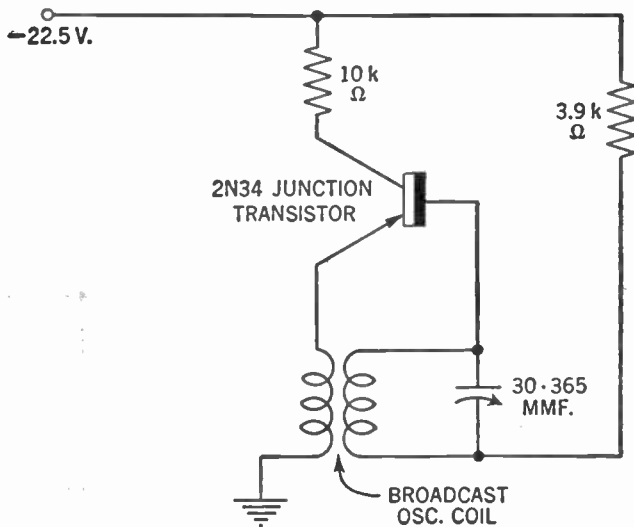 -22.5 V.
10 k
Ω
3.9 k
Ω
2N34 JUNCTION
TRANSISTOR
30·365
MMF.
BROADCAST
OSC. COIL